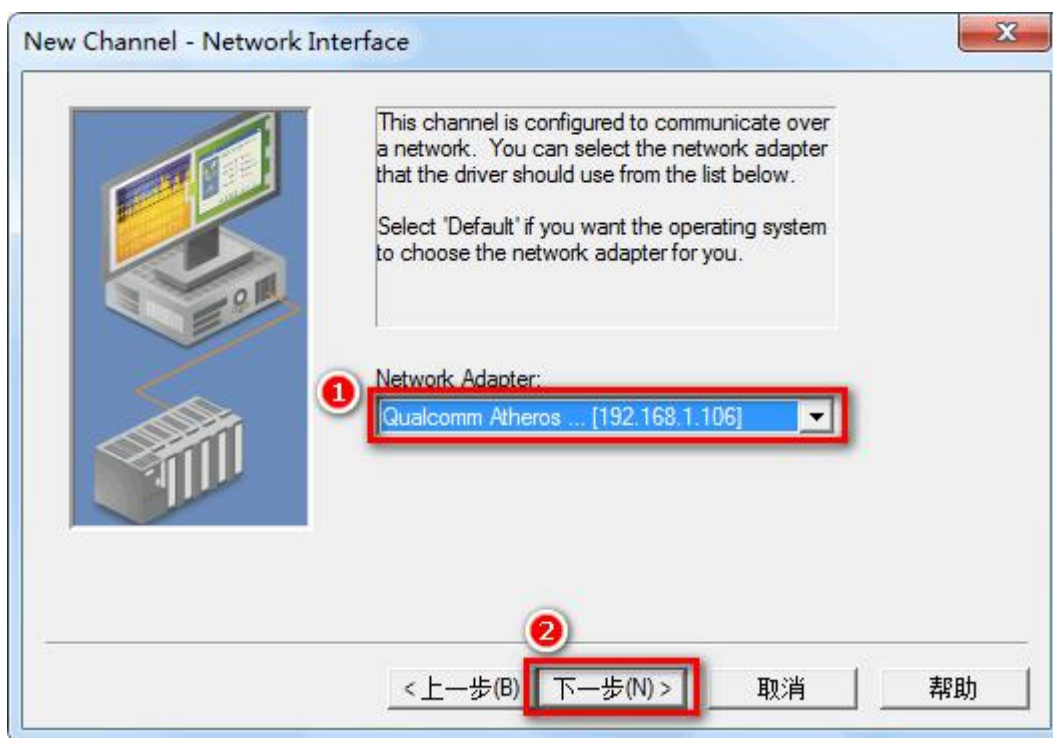 New Channel - Network Interface
This channel is configured to communicate over
a network. You can select the network adapter
that the driver should use from the list below.
Select 'Default' if you want the operating system
to choose the network adapter for you.
Network Adapter:
1
Qualcomm Atheros ... [192.168.1.106]
2
<上一步(B) 下一步(N) > 取消 帮助